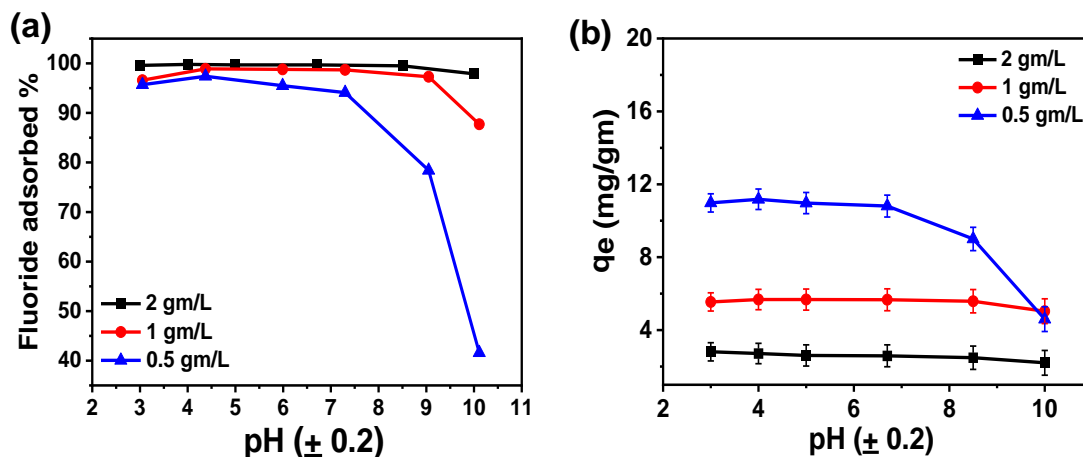 (a)
Fluoride adsorbed %
100
90
80
70
60
50
40
2 gm/L
1 gm/L
0.5 gm/L
2 3 4 5 6 7 8 9 10 11
pH (± 0.2)
(b)
qe (mg/gm)
20
16
12
8
4
2 gm/L
1 gm/L
0.5 gm/L
2 4 6 8 10
pH (± 0.2)